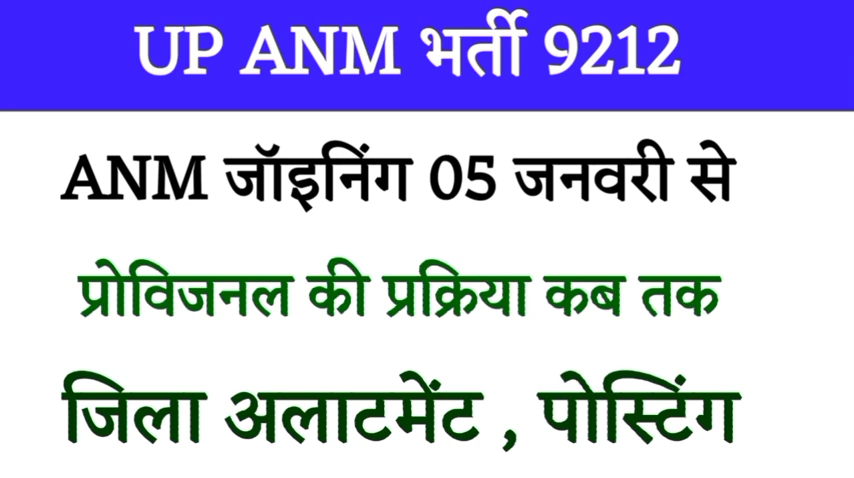 UP ANM भर्ती 9212
ANM जॉइनिंग 05 जनवरी से
प्रोविजनल की प्रक्रिया कब तक
जिला अलाटमेंट , पोस्टिंग